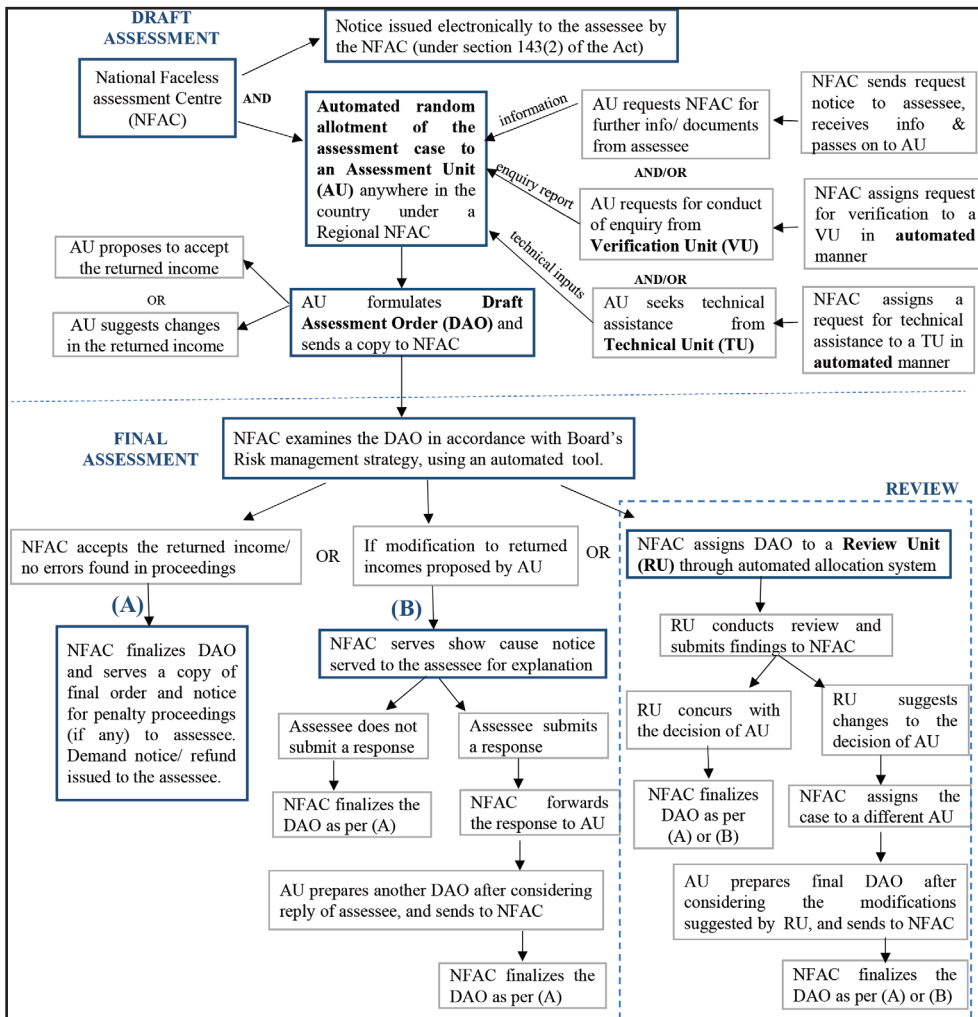 DRAFT
ASSESSMENT
Notice issued electronically to the assessee by
the NFAC (under section 143(2) of the Act)
National Faceless
assessment Centre
(NFAC)
AND
Automated random
allotment of the
assessment case to
an Assessment Unit
(AU) anywhere in the
country under a
Regional NFAC
information
AU requests NFAC for
further info/ documents
from assessee
NFAC sends request
notice to assessee,
receives info &
passes on to AU
AND/OR
enquiry report
AU requests for conduct
of enquiry from
Verification Unit (VU)
NFAC assigns request
for verification to a
VU in automated
manner
AND/OR
technical inputs
AU seeks technical
assistance from
Technical Unit (TU)
NFAC assigns a
request for technical
assistance to a TU in
automated manner
AU proposes to accept
the returned income
OR
AU suggests changes
in the returned income
AU formulates Draft
Assessment Order (DAO) and
sends a copy to NFAC
FINAL
ASSESSMENT
NFAC examines the DAO in accordance with Board's
Risk management strategy, using an automated tool.
REVIEW
NFAC accepts the returned income/
no errors found in proceedings
OR
If modification to returned
incomes proposed by AU
OR
NFAC assigns DAO to a Review Unit
(RU) through automated allocation system
(A)
NFAC finalizes DAO
and serves a copy of
final order and notice
for penalty proceedings
(if any) to assessee.
Demand notice/ refund
issued to the assessee.
(B)
NFAC serves show cause notice
served to the assessee for explanation
Assessee does not
submit a response
Assessee submits
a response
NFAC finalizes the
DAO as per (A)
NFAC forwards
the response to AU
AU prepares another DAO after considering
reply of assessee, and sends to NFAC
NFAC finalizes the
DAO as per (A)
RU conducts review and
submits findings to NFAC
RU concurs with
the decision of AU
RU suggests
changes to the
decision of AU
NFAC finalizes
DAO as per
(A) or (B)
NFAC assigns the
case to a different AU
AU prepares final DAO after
considering the modifications
suggested by RU, and sends to NFAC
NFAC finalizes the
DAO as per (A) or (B)